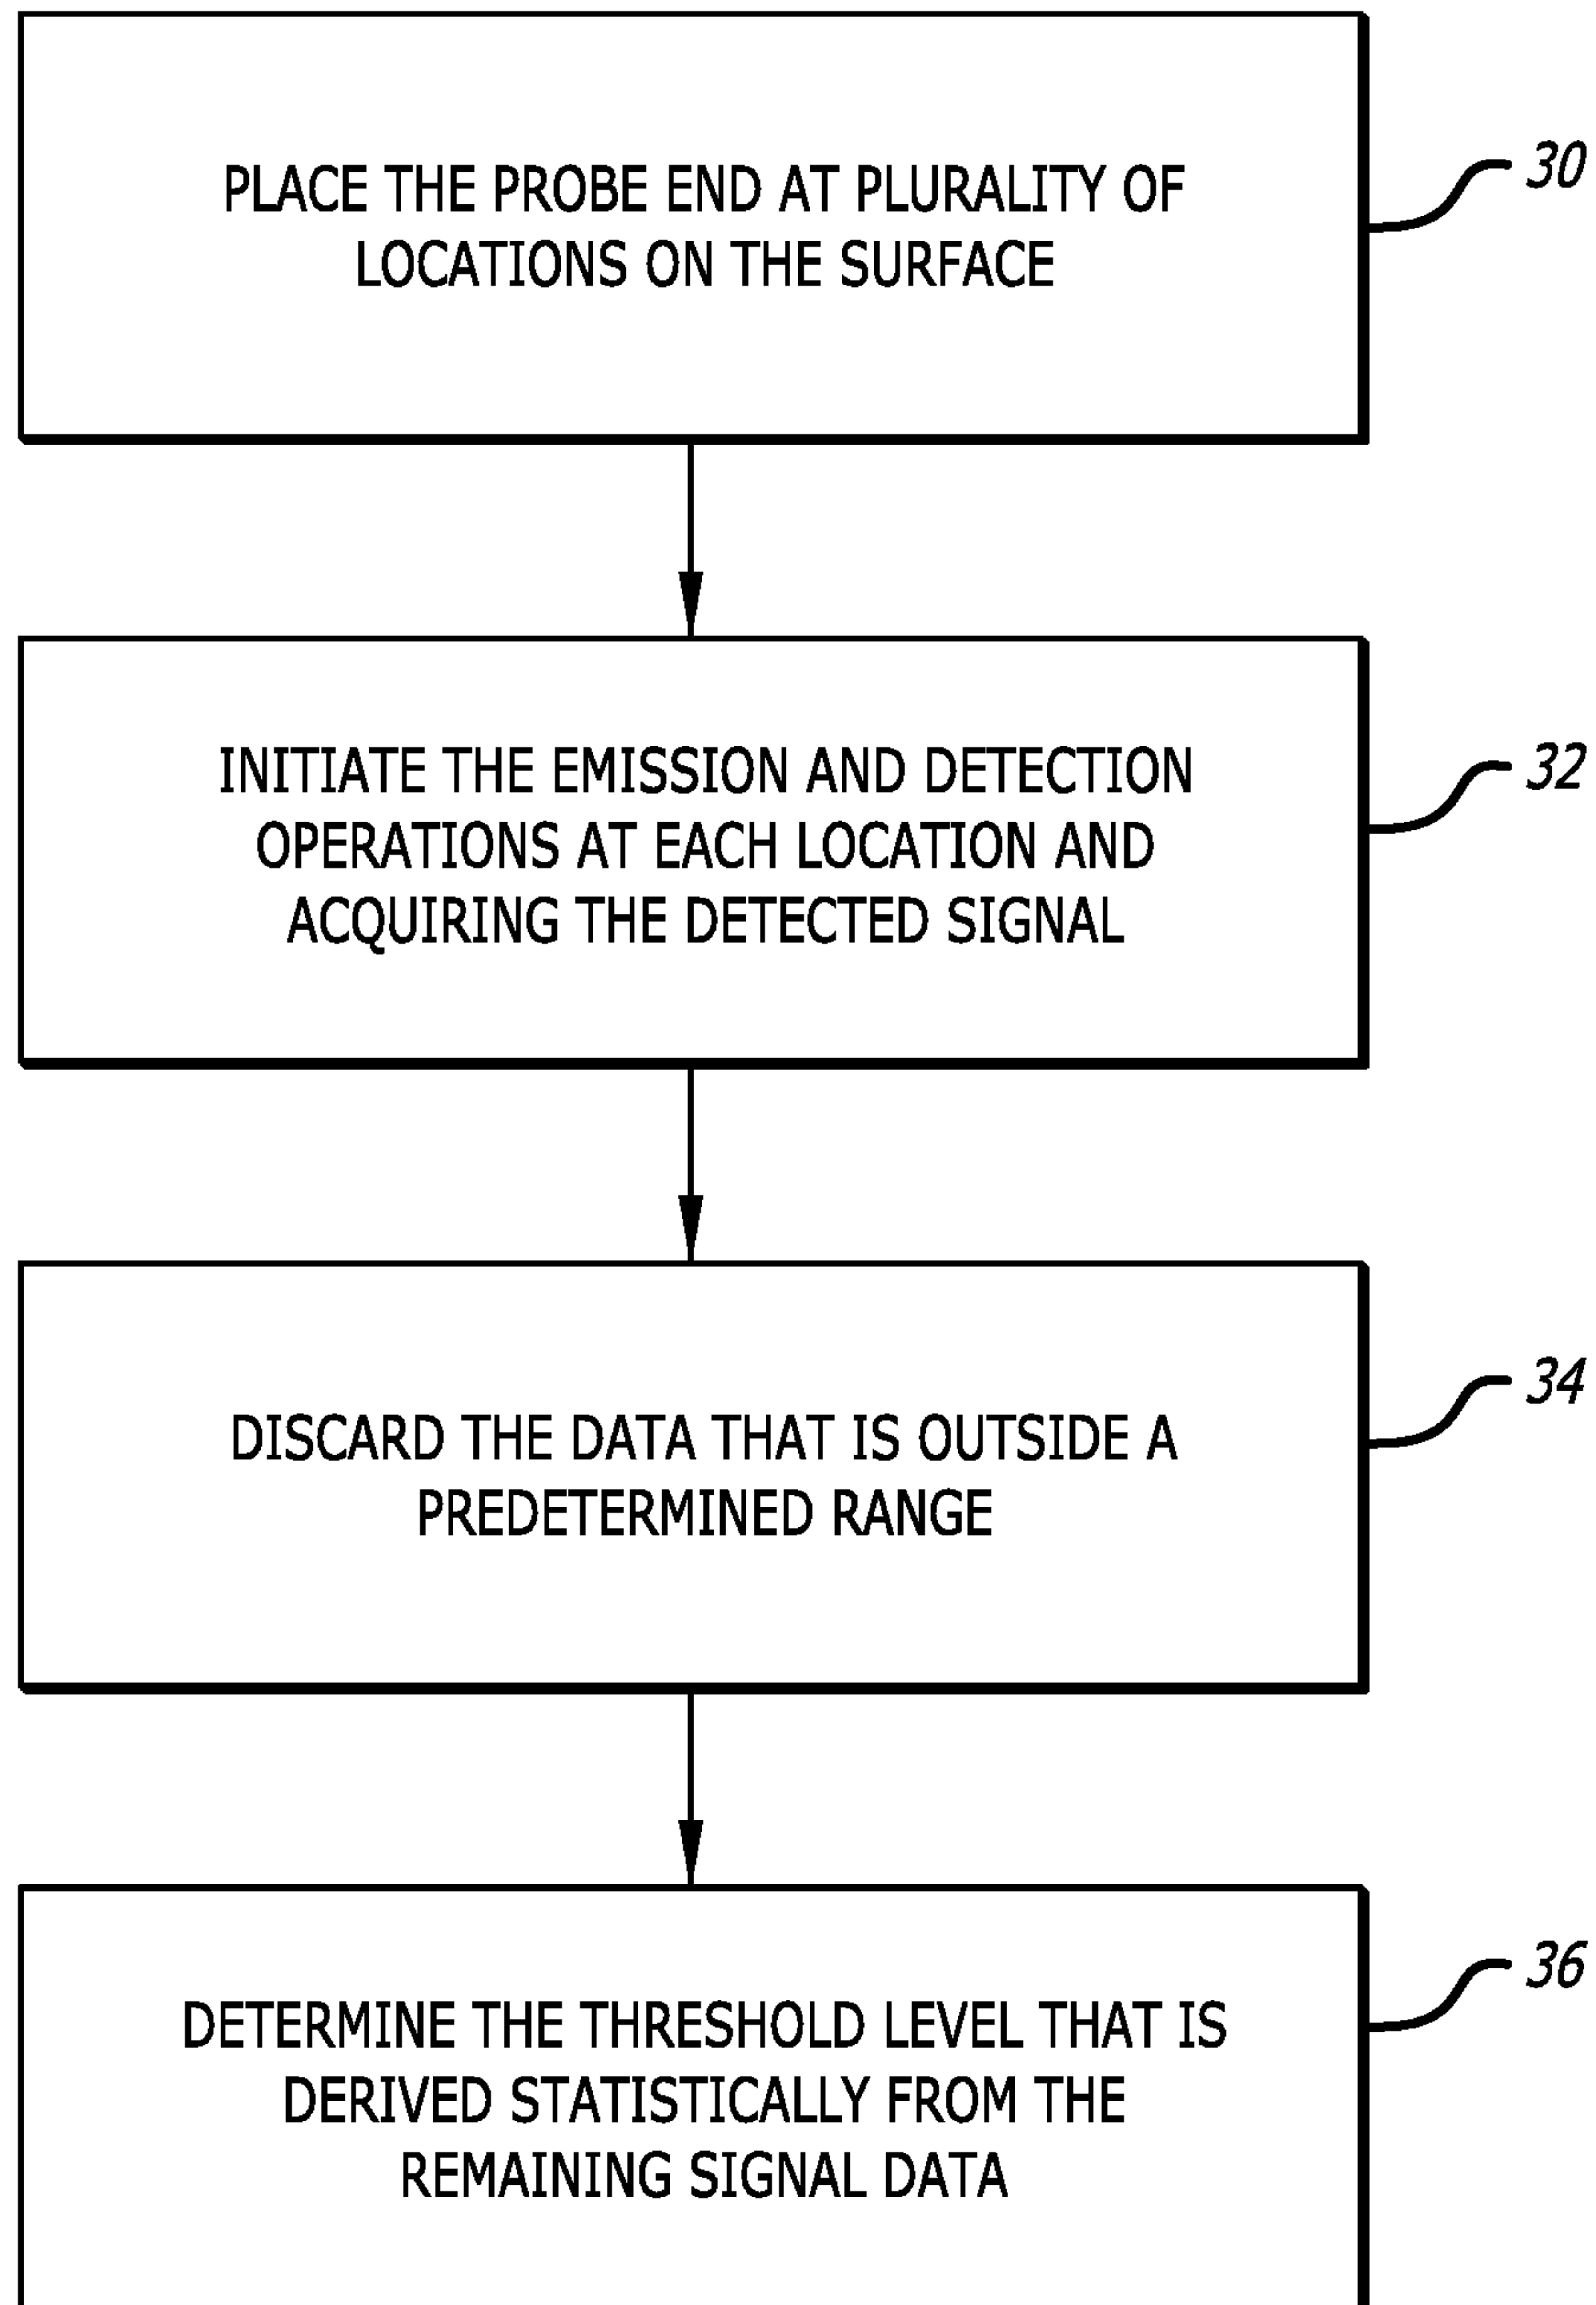 PLACE THE PROBE END AT PLURALITY OF
LOCATIONS ON THE SURFACE
30
INITIATE THE EMISSION AND DETECTION
OPERATIONS AT EACH LOCATION AND
ACQUIRING THE DETECTED SIGNAL
32
DISCARD THE DATA THAT IS OUTSIDE A
PREDETERMINED RANGE
34
DETERMINE THE THRESHOLD LEVEL THAT IS
DERIVED STATISTICALLY FROM THE
REMAINING SIGNAL DATA
36